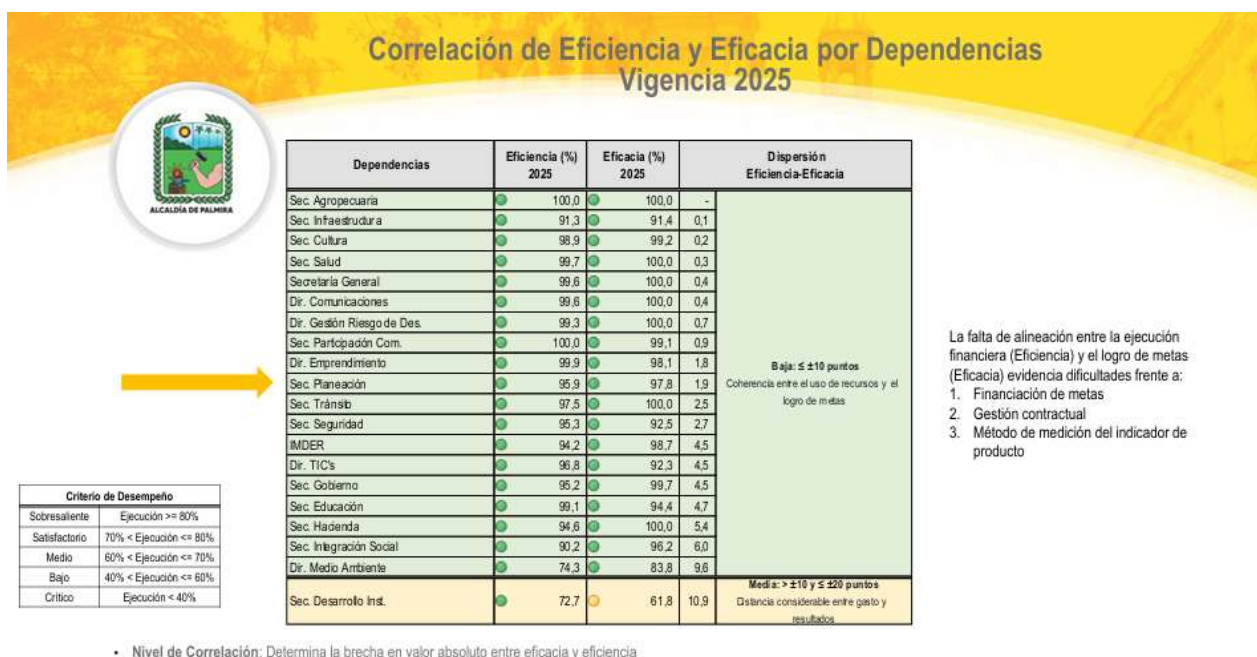 Correlación de Eficiencia y Eficacia por Dependencias
Vigencia 2025
ALCALDÍA DE PALMIRA
Dependencias Eficiencia (%) 2025 Eficacia (%) 2025 Dispersión Eficiencia-Eficacia
Sec. Agropecuaria 100,0 100,0 -
Sec. Infraestructura 91,3 91,4 0,1
Sec. Cultura 98,9 99,2 0,2
Sec. Salud 99,7 100,0 0,3
Secretaría General 99,6 100,0 0,4
Dir. Comunicaciones 99,6 100,0 0,4
Dir. Gestión Riesgo de Des. 99,3 100,0 0,7
Sec. Participación Com. 100,0 99,1 0,9
Dir. Emprendimiento 99,9 98,1 1,8
Sec. Planeación 95,9 97,8 1,9
Sec. Tránsito 97,5 100,0 2,5
Sec. Seguridad 95,3 92,5 2,7
IMDER 94,2 98,7 4,5
Dir. TIC's 96,8 92,3 4,5
Sec. Gobierno 95,2 99,7 4,5
Sec. Educación 99,1 94,4 4,7
Sec. Hacienda 94,6 100,0 5,4
Sec. Integración Social 90,2 96,2 6,0
Dir. Medio Ambiente 74,3 83,8 9,6
Baja: ≤ ±10 puntos
Coherencia entre el uso de recursos y el
logro de metas
Sec. Desarrollo Inst. 72,7 61,8 10,9
Media: > ±10 y ≤ ±20 puntos
Distancia considerable entre gasto y
resultados
La falta de alineación entre la ejecución
financiera (Eficiencia) y el logro de metas
(Eficacia) evidencia dificultades frente a:
1. Financiación de metas
2. Gestión contractual
3. Método de medición del indicador de
producto
Criterio de Desempeño
Sobresaliente Ejecución >= 80%
Satisfactorio 70% < Ejecución <= 80%
Medio 60% < Ejecución <= 70%
Bajo 40% < Ejecución <= 60%
Crítico Ejecución < 40%
• Nivel de Correlación: Determina la brecha en valor absoluto entre eficacia y eficiencia